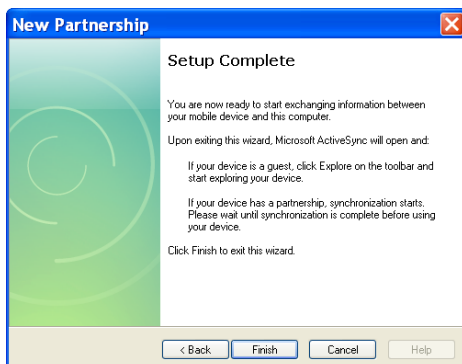 New Partnership
Setup Complete
You are now ready to start exchanging information between
your mobile device and this computer.
Upon exiting this wizard, Microsoft ActiveSync will open and:
If your device is a guest, click Explore on the toolbar and
start exploring your device.
If your device has a partnership, synchronization starts.
Please wait until synchronization is complete before using
your device.
Click Finish to exit this wizard.
< Back
Finish
Cancel
Help